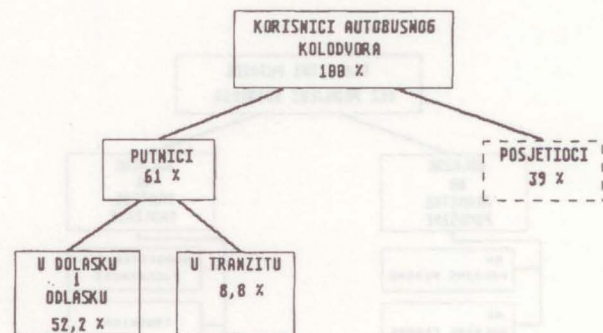 KORISNICI AUTOBUSNOG
KOLODVORA
100 %
PUTNICI
61 %
POSJETIOCI
39 %
U DOLASKU
I
ODLASKU
52,2 %
U TRANZITU
8,8 %